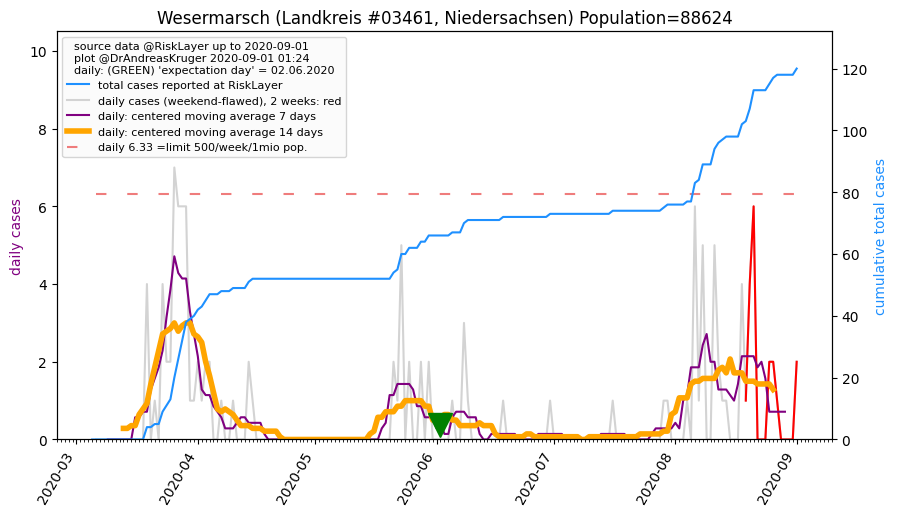 Wesermarsch (Landkreis #03461, Niedersachsen) Population=88624
source data @RiskLayer up to 2020-09-01
plot @DrAndreasKruger 2020-09-01 01:24
daily: (GREEN) 'expectation day' = 02.06.2020
total cases reported at RiskLayer
daily cases (weekend-flawed), 2 weeks: red
daily: centered moving average 7 days
daily: centered moving average 14 days
daily 6.33 =limit 500/week/1mio pop.
daily cases
10
8
6
4
2
0
cumulative total cases
120
100
80
60
40
20
0
2020-03
2020-04
2020-05
2020-06
2020-07
2020-08
2020-09